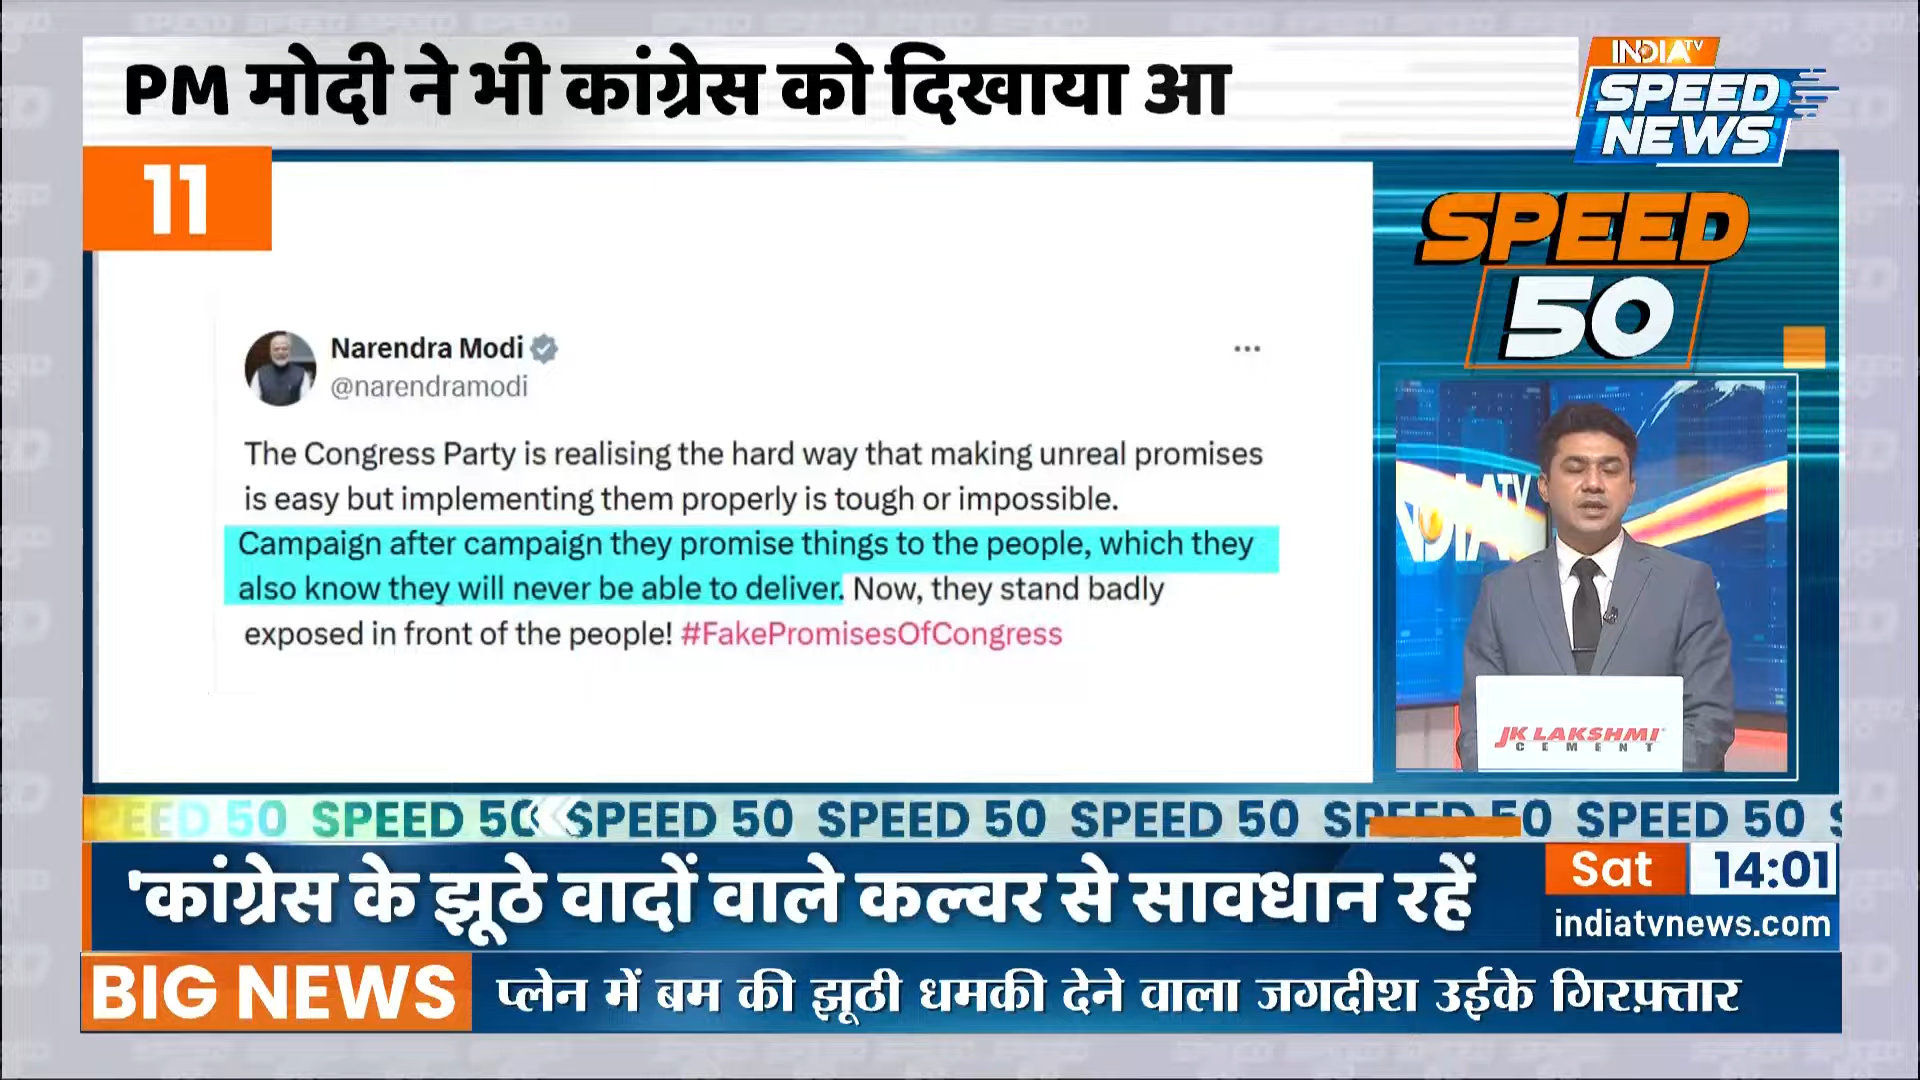 PM मोदी ने भी कांग्रेस को दिखाया आ
INDIA TV
SPEED
NEWS
11
SPEED
50
Narendra Modi
@narendramodi
The Congress Party is realising the hard way that making unreal promises
is easy but implementing them properly is tough or impossible.
Campaign after campaign they promise things to the people, which they
also know they will never be able to deliver. Now, they stand badly
exposed in front of the people! #FakePromisesOfCongress
JK LAKSHMI
CEMENT
SPEED 50 SPEED 50 SPEED 50 SPEED 50 SPEED 50 SPEED 50
'कांग्रेस के झूठे वादों वाले कल्चर से सावधान रहें
Sat 14:01
indiatvnews.com
BIG NEWS प्लेन में बम की झूठी धमकी देने वाला जगदीश उईके गिरफ़्तार